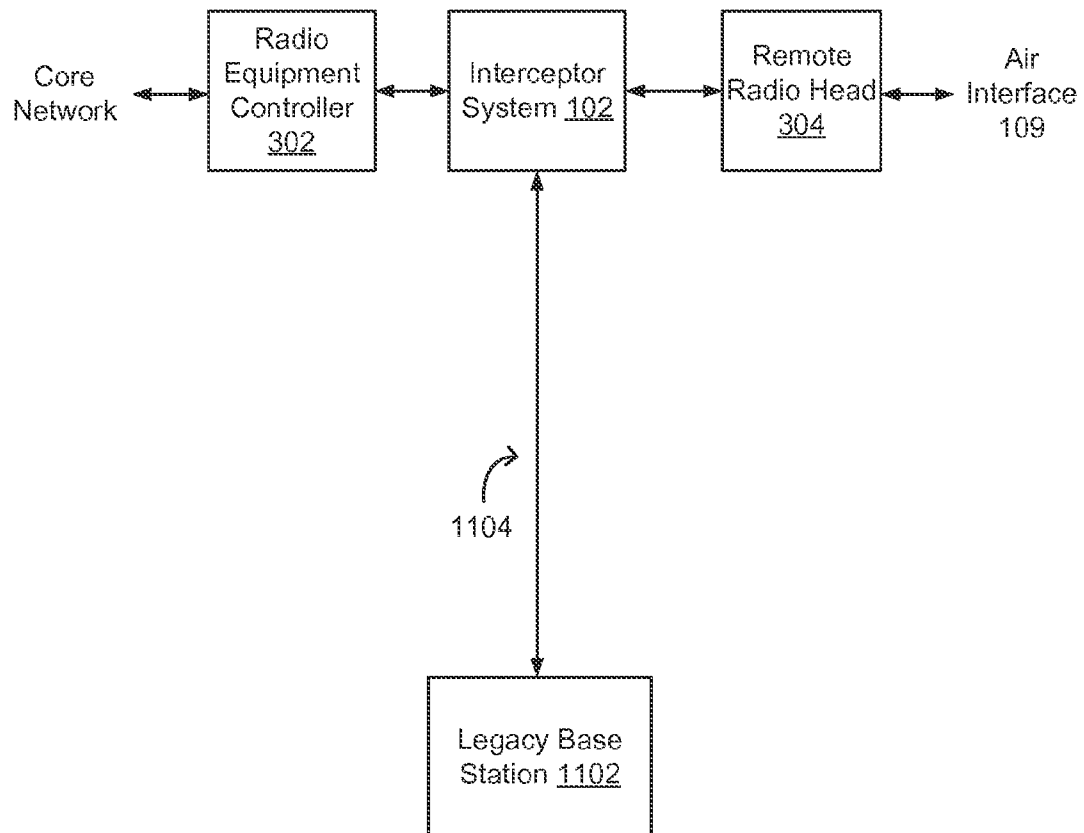 Core
Network
Radio
Equipment
Controller
302
Interceptor
System 102
Remote
Radio Head
304
Air
Interface
109
1104
Legacy Base
Station 1102